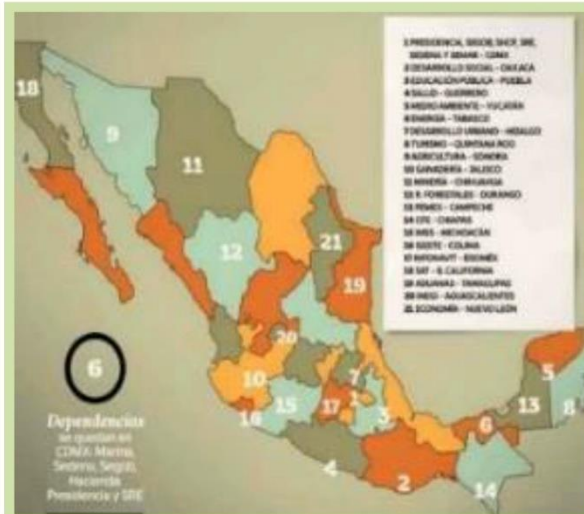 1 PRESIDENCIA, SEGOB, SHCP, SRE,
SEDENA Y SEMAR - CDMX
2 DESARROLLO SOCIAL - OAXACA
3 EDUCACIÓN PÚBLICA - PUEBLA
4 SALUD - GUERRERO
5 MEDIO AMBIENTE - YUCATÁN
6 ENERGÍA - TABASCO
7 DESARROLLO URBANO - HIDALGO
8 TURISMO - QUINTANA ROO
9 AGRICULTURA - SONORA
10 GANADERÍA - JALISCO
11 MINERÍA - CHIHUAHUA
12 R. FORESTALES - DURANGO
13 PEMEX - CAMPECHE
14 CFE - CHIAPAS
15 IMSS - MICHOACÁN
16 ISSSTE - COLIMA
17 INFONAVIT - EDOMÉX
18 SAT - B. CALIFORNIA
19 ADUANAS - TAMAULIPAS
20 INEGI - AGUASCALIENTES
21 ECONOMÍA - NUEVO LEÓN
18
9
11
12
21
19
20
10
7
1
17
15
16
3
4
2
6
5
13
8
14
6
Dependencias
se quedan en
CDMX: Marina,
Sedena, Segob,
Hacienda
Presidencia y SRE